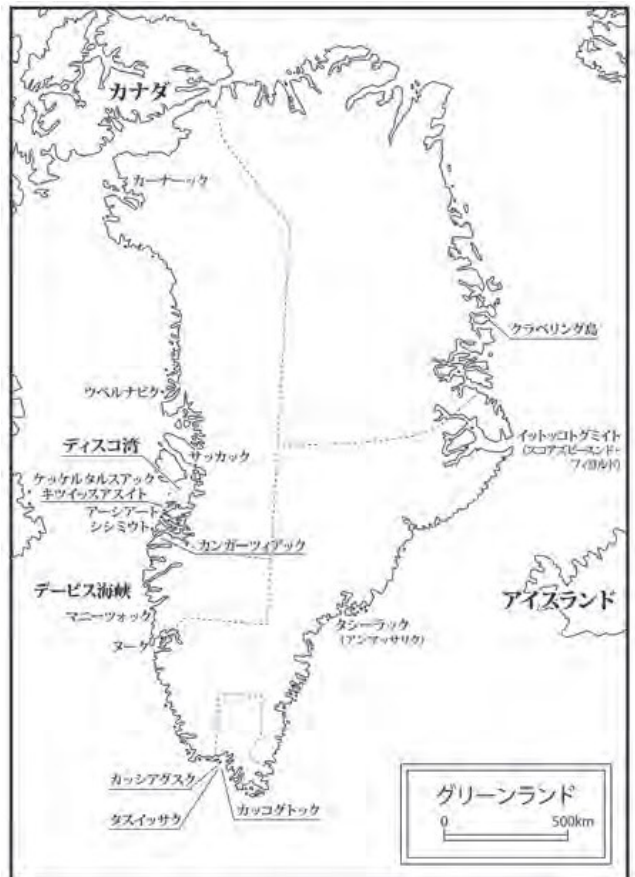 カナダ
カーナーック
クラベリング島
ウペルナビク
イットッコトグミイト
(スコアズビースンド・
フィヨルド)
ディスコ湾
サッカック
ケッケルタルスアック
キツイッスアスイト
アーシアート
シシミウト
カンガーツィアック
デービス海峡
アイスランド
マニーツォック
タシーラック
(アンマッサリク)
ヌーク
カッシアグスク
カッコグトック
タスイッサク
グリーンランド
0 500km